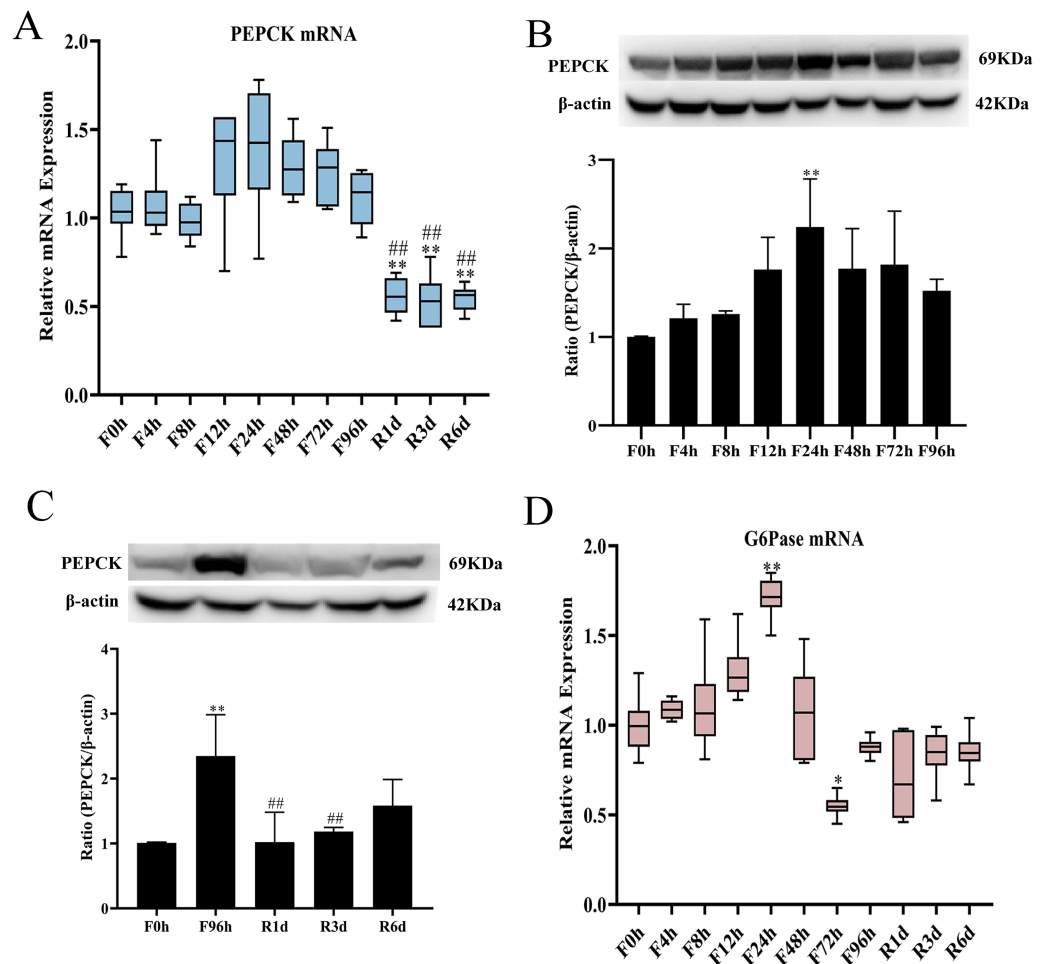 A
PEPCK mRNA
Relative mRNA Expression
2.0
1.5
1.0
0.5
0.0
##
**
##
**
##
**
F0h F4h F8h F12h F24h F48h F72h F96h R1d R3d R6d
B
PEPCK
69KDa
β-actin
42KDa
Ratio (PEPCK/β-actin)
3
2
1
0
**
F0h F4h F8h F12h F24h F48h F72h F96h
C
PEPCK
69KDa
β-actin
42KDa
Ratio (PEPCK/β-actin)
4
3
2
1
0
**
##
##
F0h F96h R1d R3d R6d
D
G6Pase mRNA
Relative mRNA Expression
2.0
1.5
1.0
0.5
0.0
**
*
F0h F4h F8h F12h F24h F48h F72h F96h R1d R3d R6d